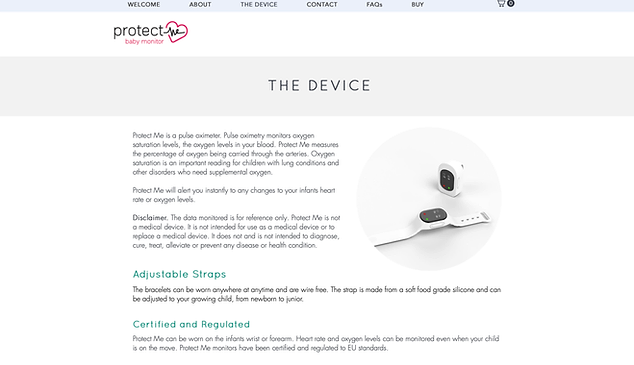 WELCOME ABOUT THE DEVICE CONTACT FAQs BUY 0
protect me
baby monitor
THE DEVICE
Protect Me is a pulse oximeter. Pulse oximetry monitors oxygen
saturation levels, the oxygen levels in your blood. Protect Me measures
the percentage of oxygen being carried through the arteries. Oxygen
saturation is an important reading for children with lung conditions and
other disorders who need supplemental oxygen.
Protect Me will alert you instantly to any changes to your infants heart
rate or oxygen levels.
Disclaimer. The data monitored is for reference only. Protect Me is not
a medical device. It is not intended for use as a medical device or to
replace a medical device. It does not and is not intended to diagnose,
cure, treat, alleviate or prevent any disease or health condition.
Adjustable Straps
The bracelets can be worn anywhere at anytime and are wire free. The strap is made from a soft food grade silicone and can
be adjusted to your growing child, from newborn to junior.
Certified and Regulated
Protect Me can be worn on the infants wrist or forearm. Heart rate and oxygen levels can be monitored even when your child
is on the move. Protect Me monitors have been certified and regulated to EU standards.